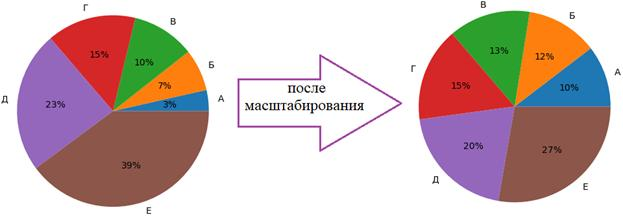 Г
15%
В
10%
Б
7%
А
3%
Д
23%
39%
Е
после
масштабирования
В
13%
Б
12%
А
10%
Г
15%
Д
20%
27%
Е